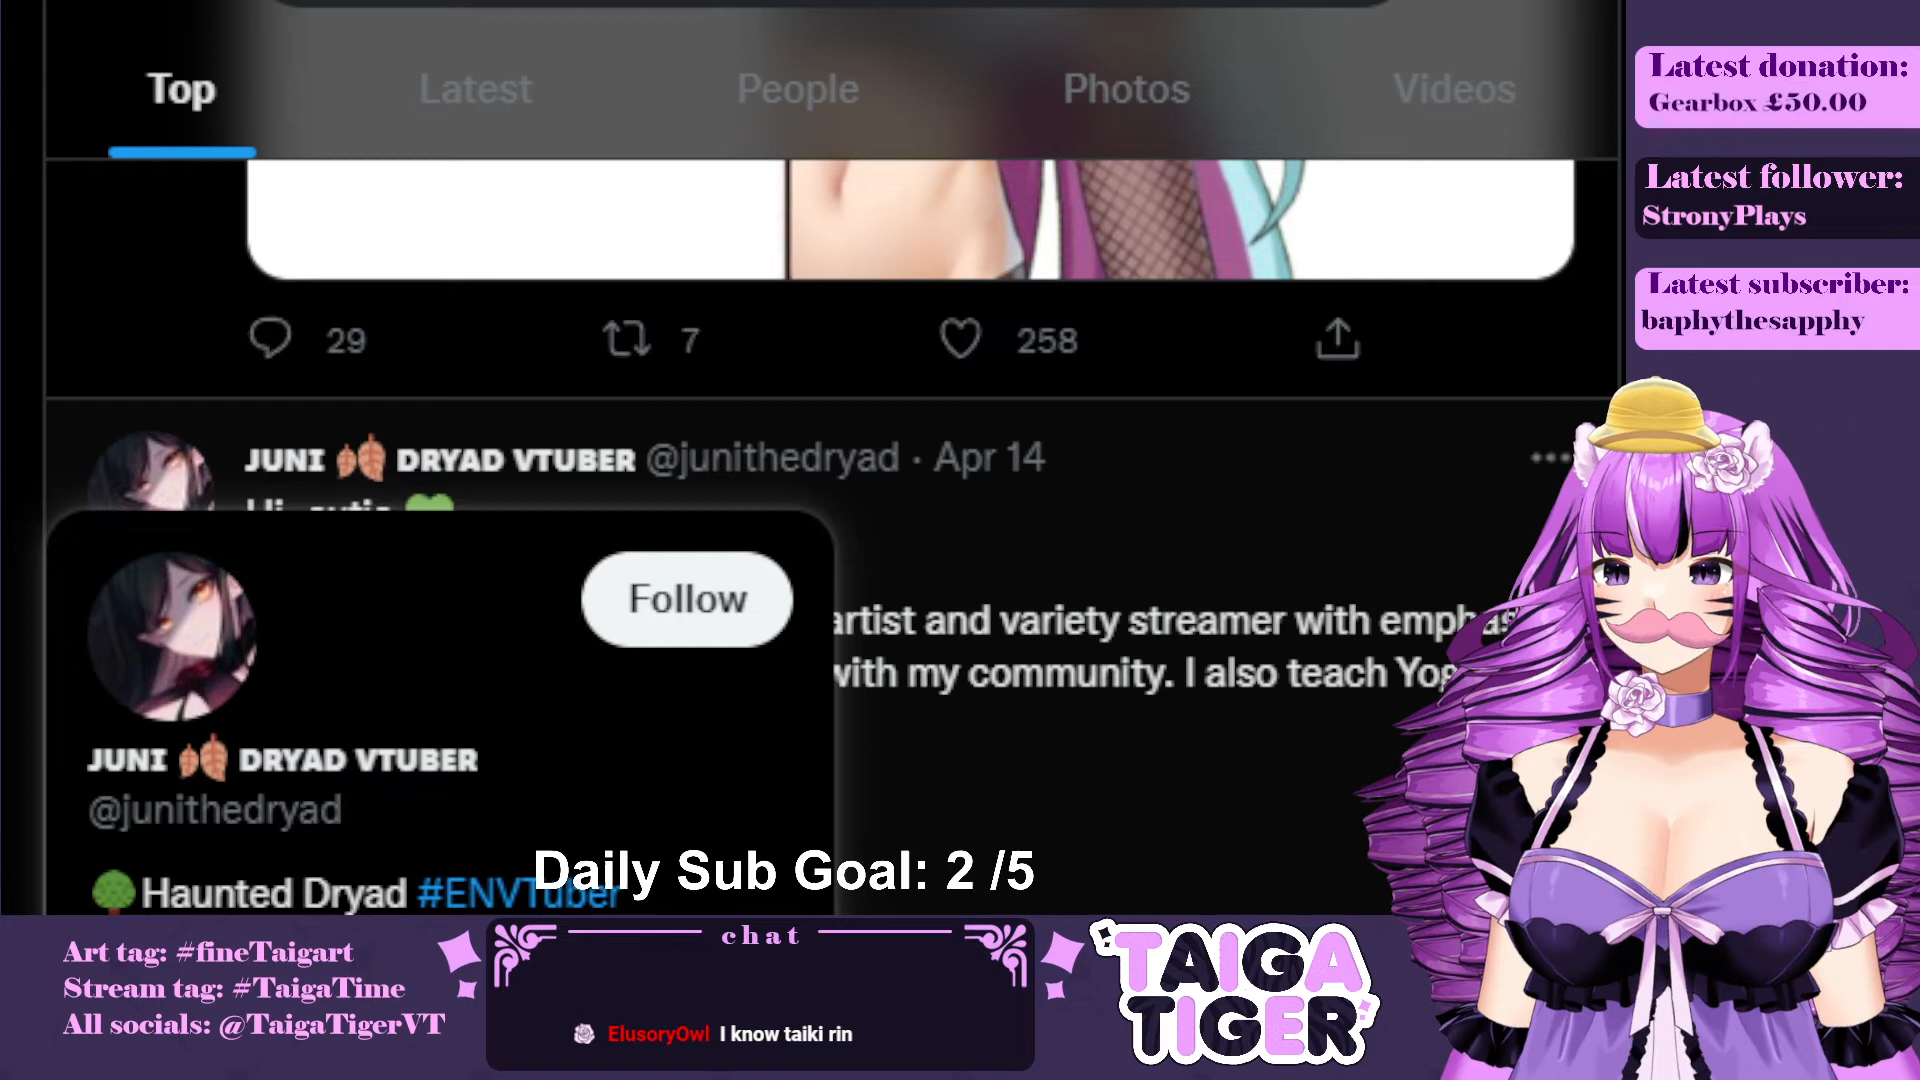 Top Latest People Photos Videos
29 7 258
JUNI DRYAD VTUBER @junithedryad · Apr 14
Follow
artist and variety streamer with emphas
with my community. I also teach Yog
JUNI DRYAD VTUBER
@junithedryad
Haunted Dryad #ENVTuber
Daily Sub Goal: 2 /5
Latest donation:
Gearbox £50.00
Latest follower:
StronyPlays
Latest subscriber:
baphythesapphy
Art tag: #fineTaigart
Stream tag: #TaigaTime
All socials: @TaigaTigerVT
chat
ElusoryOwl I know taiki rin
TAIGA
TIGER